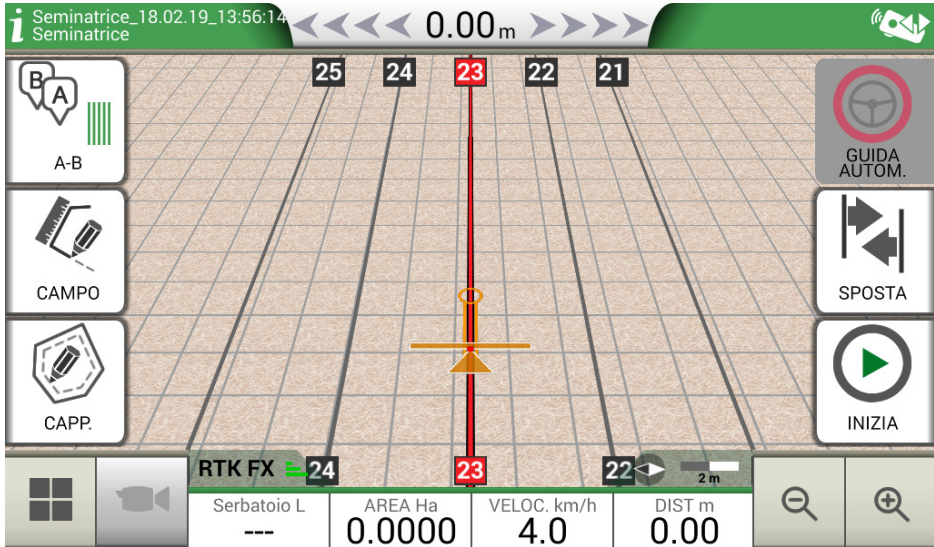 Seminatrice_18.02.19_13:56:14
Seminatrice
0.00 m
25 24 23 22 21
B
A
A-B
GUIDA
AUTOM.
CAMPO
SPOSTA
CAPP.
INIZIA
RTK FX
24 23 22
2 m
Serbatoio L
---
AREA Ha
0.0000
VELOC. km/h
4.0
DIST m
0.00